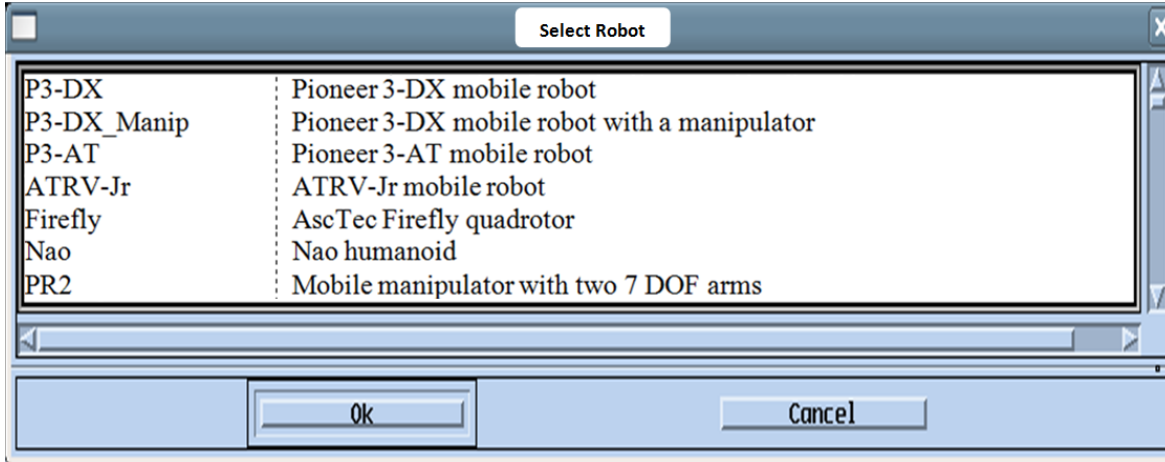 Select Robot
P3-DX Pioneer 3-DX mobile robot
P3-DX_Manip Pioneer 3-DX mobile robot with a manipulator
P3-AT Pioneer 3-AT mobile robot
ATRV-Jr ATRV-Jr mobile robot
Firefly AscTec Firefly quadrotor
Nao Nao humanoid
PR2 Mobile manipulator with two 7 DOF arms
Ok Cancel